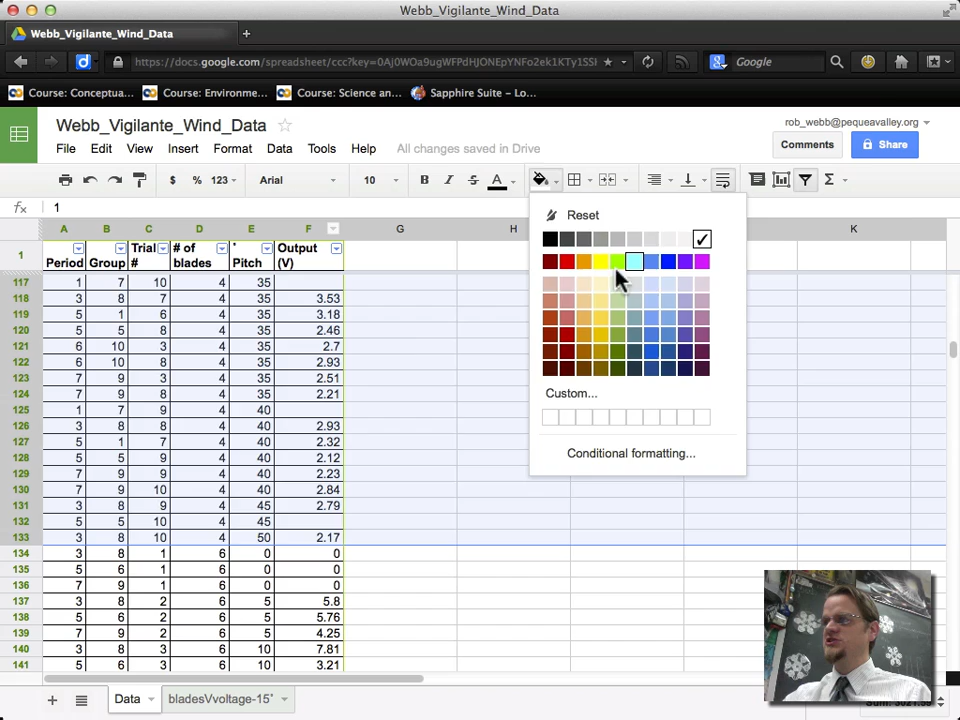 Webb_Vigilante_Wind_Data
Webb_Vigilante_Wind_Data
https://docs.google.com/spreadsheet/ccc?key=0Aj0WOa9ugWFPdHJONEpYNFo2ek1KTy1SSH
Google
Course: Conceptua...
Course: Environme...
Course: Science an...
Sapphire Suite – Lo...
Webb_Vigilante_Wind_Data
rob_webb@pequeavalley.org
File Edit View Insert Format Data Tools Help All changes saved in Drive
Comments
Share
$ % 123 Arial 10 B I S A Σ
fx 1
Reset
A B C D E F G H K
1 Period Group Trial # # of blades ' Pitch Output (V)
117 1 7 10 4 35
118 3 8 7 4 35 3.53
119 5 1 6 4 35 3.18
120 5 5 8 4 35 2.46
121 6 10 3 4 35 2.7
122 6 10 8 4 35 2.93
123 7 9 3 4 35 2.51
124 7 9 8 4 35 2.21
125 1 7 9 4 40
126 3 8 8 4 40 2.93
127 5 1 7 4 40 2.32
128 5 5 9 4 40 2.12
129 7 9 9 4 40 2.23
130 7 9 10 4 40 2.84
131 3 8 9 4 45 2.79
132 5 5 10 4 45
133 3 8 10 4 50 2.17
134 3 8 1 6 0 0
135 5 6 1 6 0 0
136 7 9 1 6 0 0
137 3 8 2 6 5 5.8
138 5 6 2 6 5 5.76
139 7 9 2 6 5 4.25
140 3 8 3 6 10 7.81
141 5 6 3 6 10 3.21
Custom...
Conditional formatting...
Data
bladesVvoltage-15'